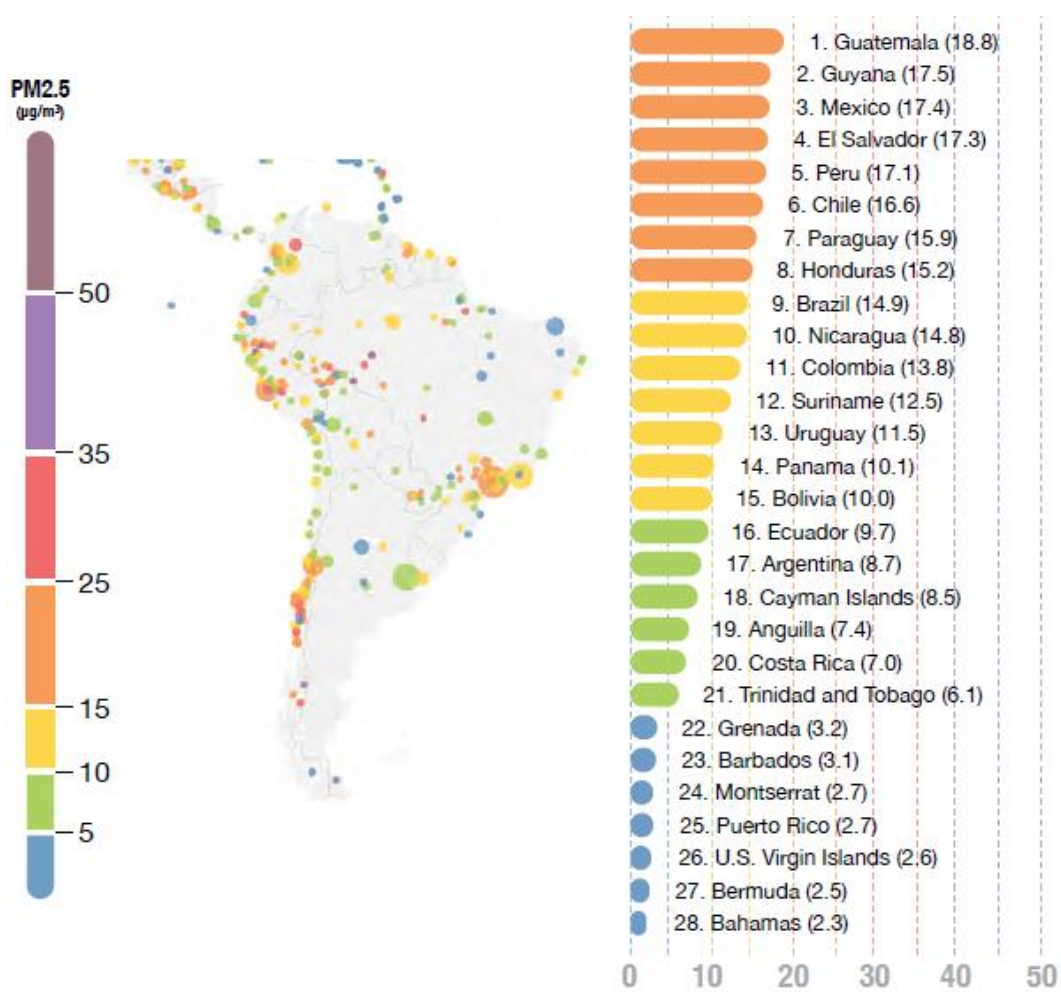 PM2.5
(µg/m³)
50
35
25
15
10
5
1. Guatemala (18.8)
2. Guyana (17.5)
3. Mexico (17.4)
4. El Salvador (17.3)
5. Peru (17.1)
6. Chile (16.6)
7. Paraguay (15.9)
8. Honduras (15.2)
9. Brazil (14.9)
10. Nicaragua (14.8)
11. Colombia (13.8)
12. Suriname (12.5)
13. Uruguay (11.5)
14. Panama (10.1)
15. Bolivia (10.0)
16. Ecuador (9.7)
17. Argentina (8.7)
18. Cayman Islands (8.5)
19. Anguilla (7.4)
20. Costa Rica (7.0)
21. Trinidad and Tobago (6.1)
22. Grenada (3.2)
23. Barbados (3.1)
24. Montserrat (2.7)
25. Puerto Rico (2.7)
26. U.S. Virgin Islands (2.6)
27. Bermuda (2.5)
28. Bahamas (2.3)
0 10 20 30 40 50